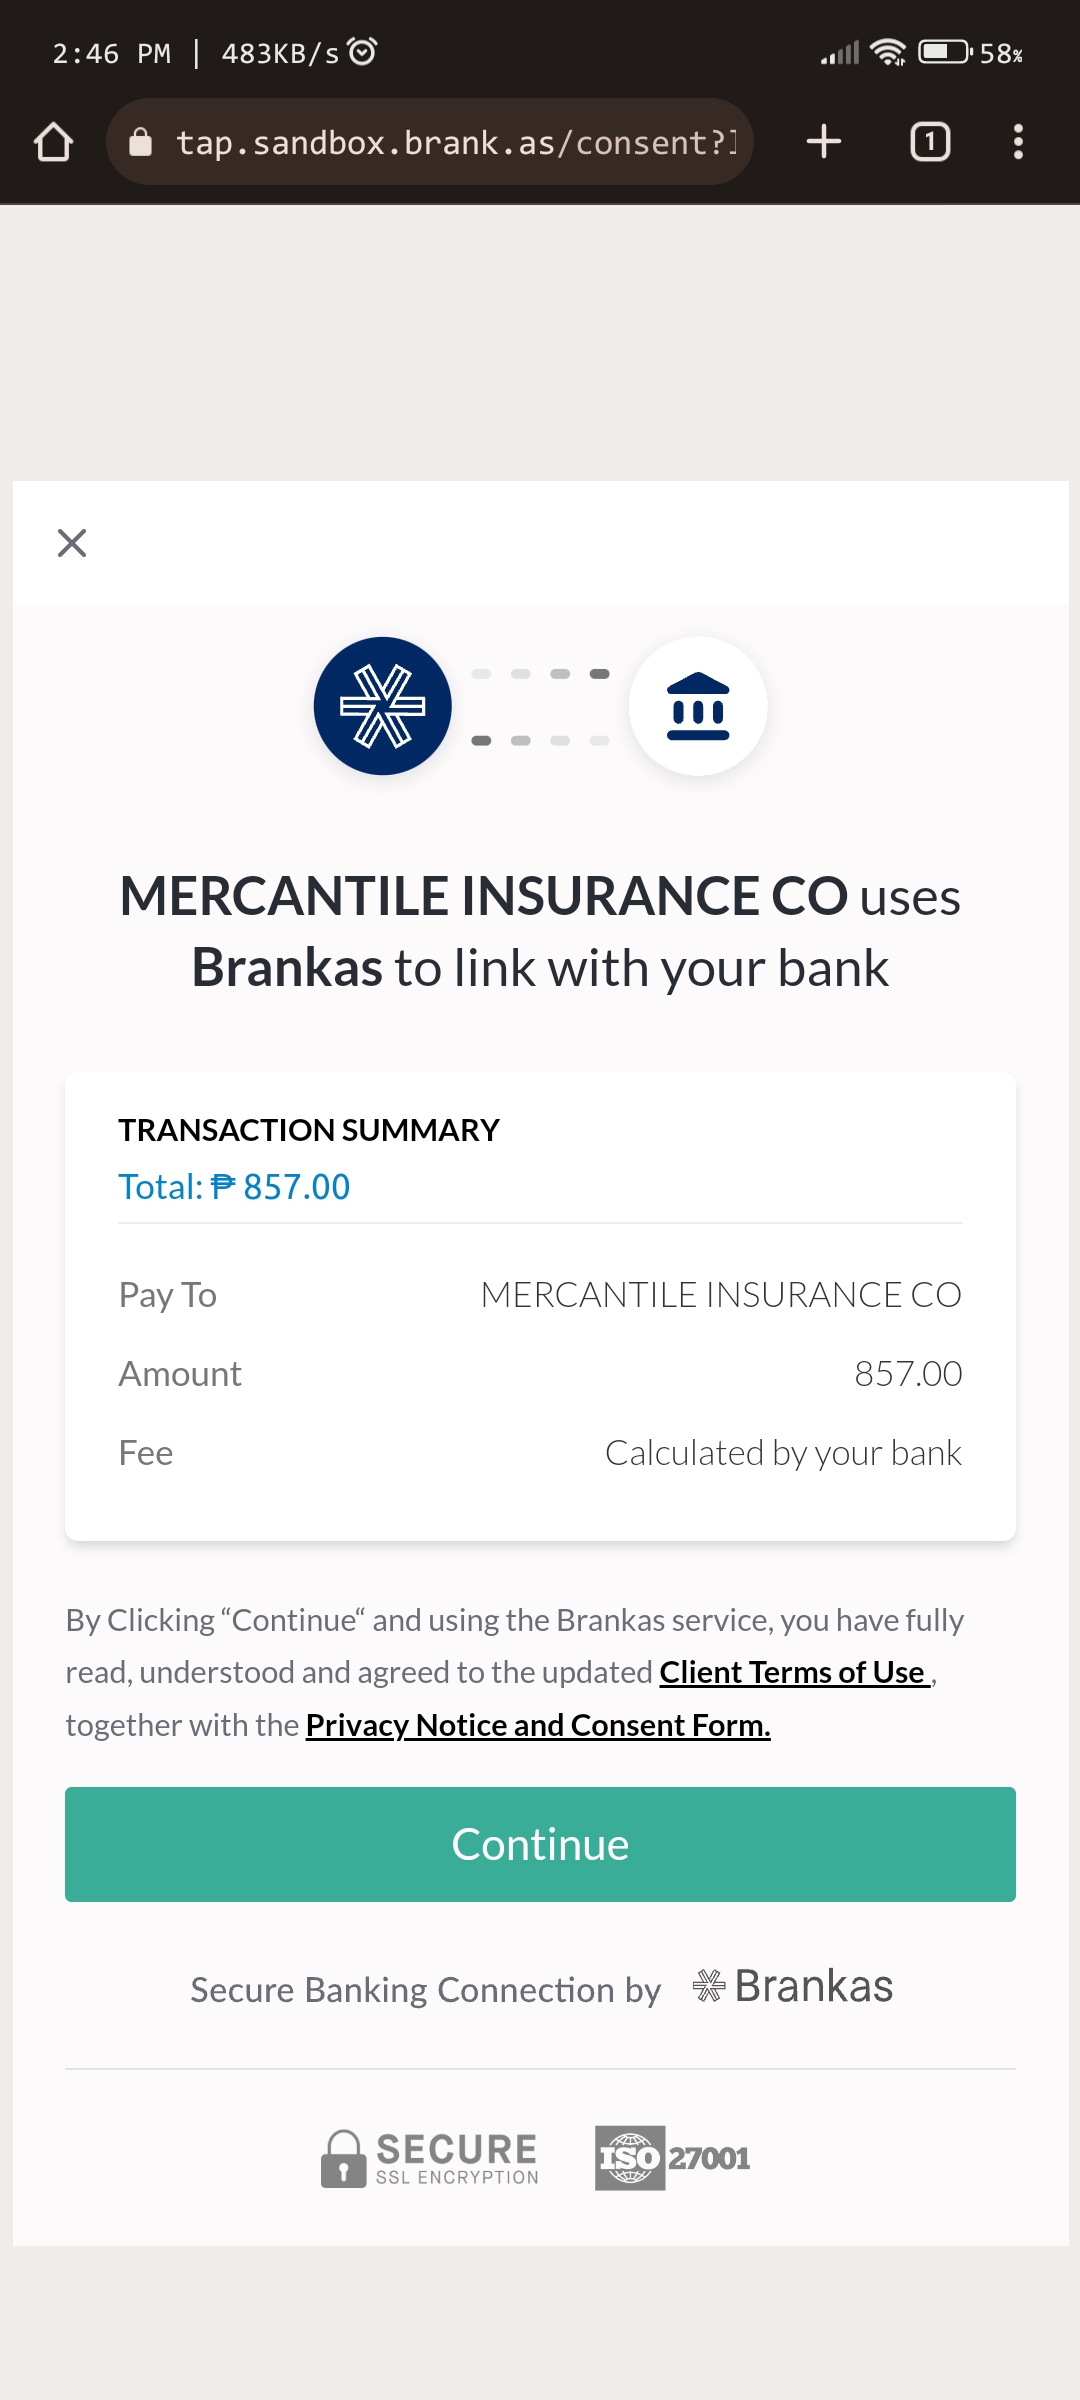 2:46 PM | 483KB/s
58%
tap.sandbox.brank.as/consent?
1
MERCANTILE INSURANCE CO uses
Brankas to link with your bank
TRANSACTION SUMMARY
Total: ₱ 857.00
Pay To MERCANTILE INSURANCE CO
Amount 857.00
Fee Calculated by your bank
By Clicking “Continue“ and using the Brankas service, you have fully
read, understood and agreed to the updated Client Terms of Use ,
together with the Privacy Notice and Consent Form.
Continue
Secure Banking Connection by Brankas
SECURE
SSL ENCRYPTION
ISO 27001